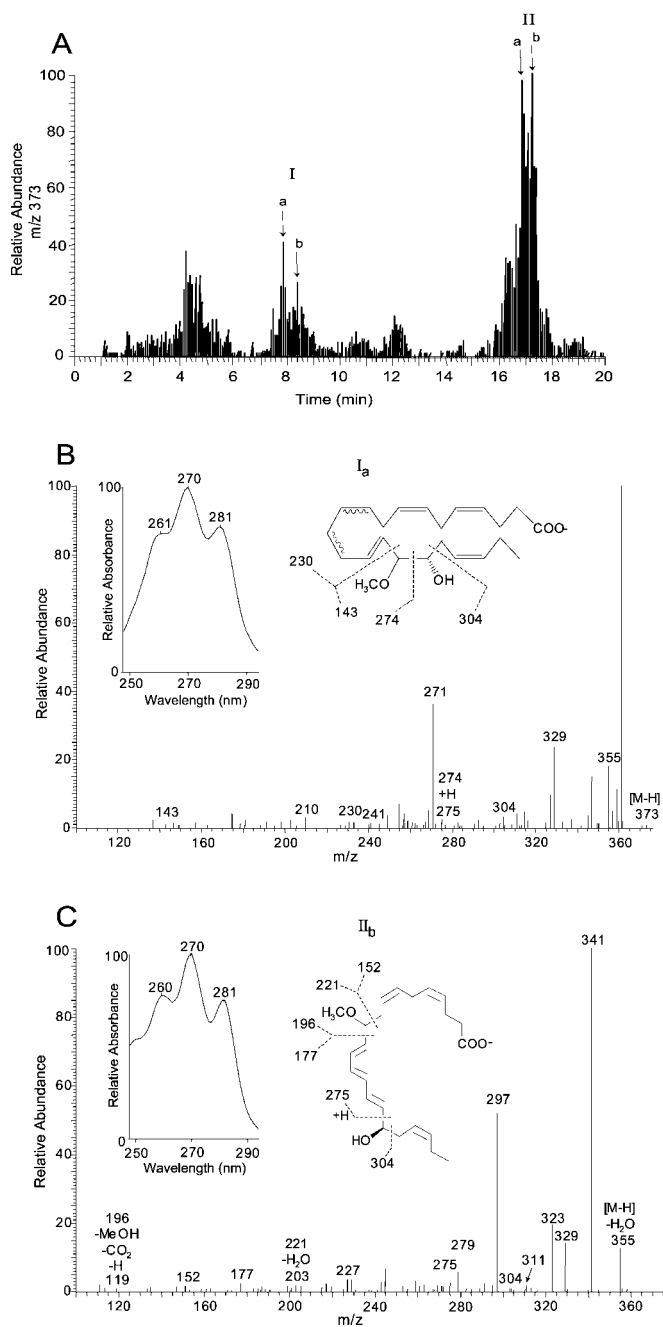 A
II
a b
I
a
b
Relative Abundance
m/z 373
100
80
60
40
20
0
0 2 4 6 8 10 12 14 16 18 20
Time (min)
B
Ia
100
0
261
270
281
Relative Absorbance
250 270 290
Wavelength (nm)
COO-
H3CO
OH
230
143
274
304
Relative Abundance
100
80
60
40
20
0
143
210
230
241
271
274
+H
275
304
329
355
[M-H]
373
120 160 200 240 280 320 360
m/z
C
IIb
100
0
260
270
281
Relative Absorbance
250 270 290
Wavelength (nm)
152
221
H3CO
196
177
COO-
275
+H
HO
304
Relative Abundance
100
80
60
40
20
0
196
-MeOH
-CO2
-H
119
152
177
221
-H2O
203
227
275
279
297
304
311
323
329
341
[M-H]
-H2O
355
120 160 200 240 280 320 360
m/z